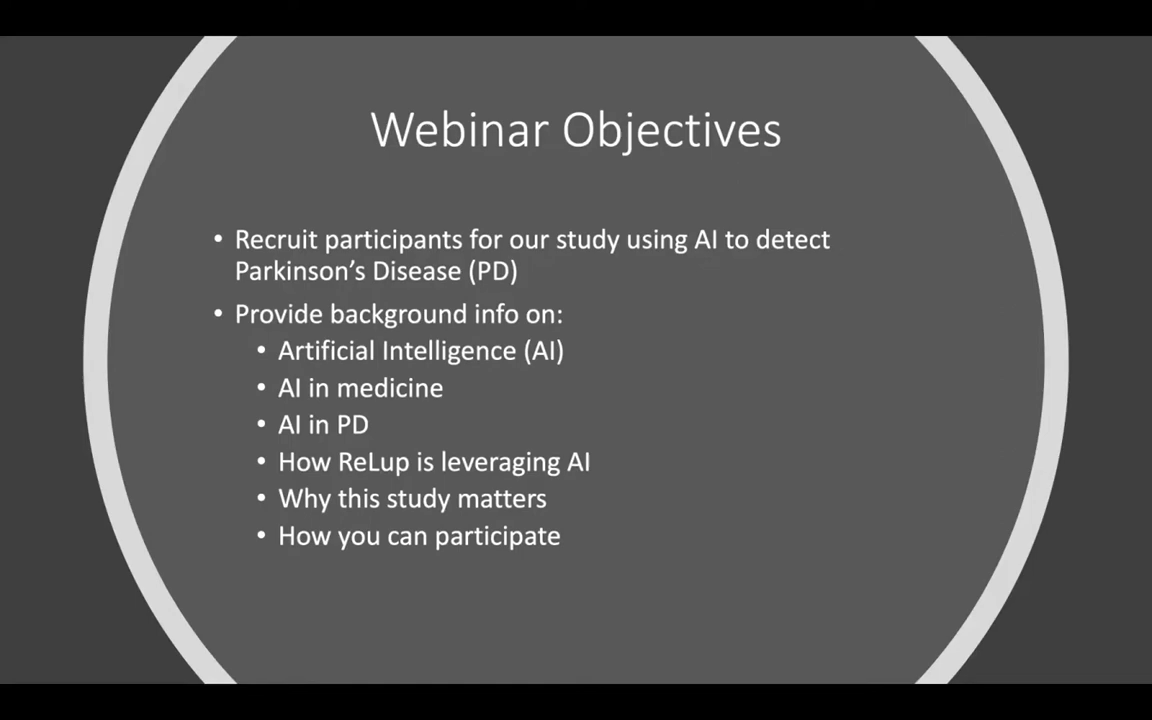 Webinar Objectives
• Recruit participants for our study using AI to detect
Parkinson's Disease (PD)
• Provide background info on:
• Artificial Intelligence (AI)
• AI in medicine
• AI in PD
• How ReLup is leveraging AI
• Why this study matters
• How you can participate